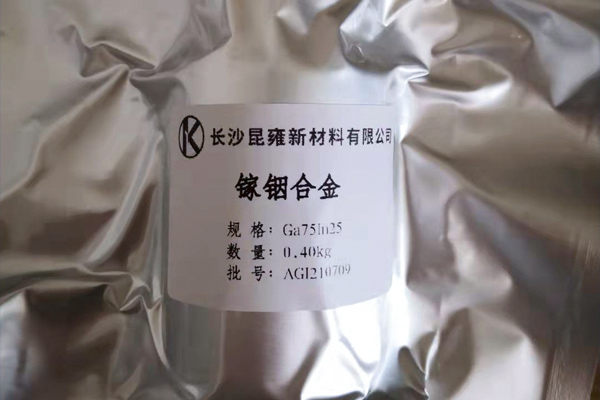 长沙昆雍新材料有限公司
镓铟合金
规 格：Ga75In25
数 量：0.40kg
批 号：AGI210709